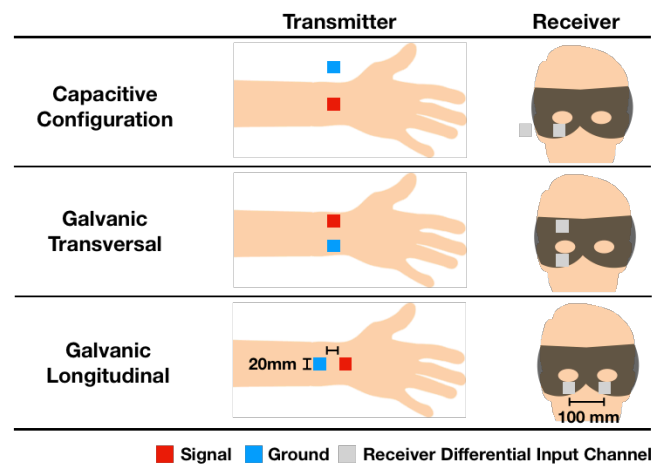 Transmitter Receiver
Capacitive
Configuration
Galvanic
Transversal
Galvanic
Longitudinal
20mm
100 mm
Signal Ground Receiver Differential Input Channel